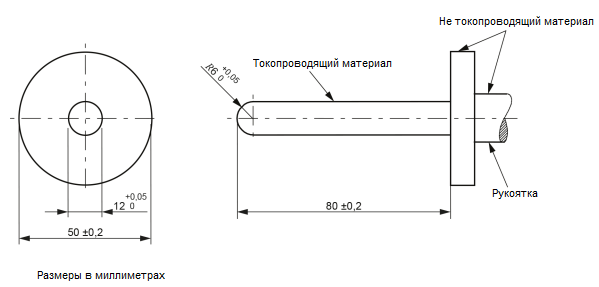 Не токопроводящий материал
Токопроводящий материал
R6 +0,05 0
Рукоятка
12 +0,05 0
80 ±0,2
50 ±0,2
Размеры в миллиметрах